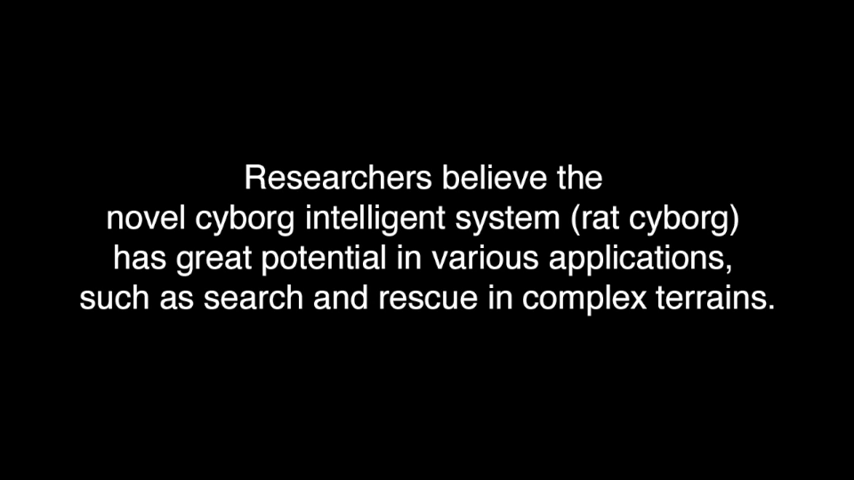 Researchers believe the
novel cyborg intelligent system (rat cyborg)
has great potential in various applications,
such as search and rescue in complex terrains.